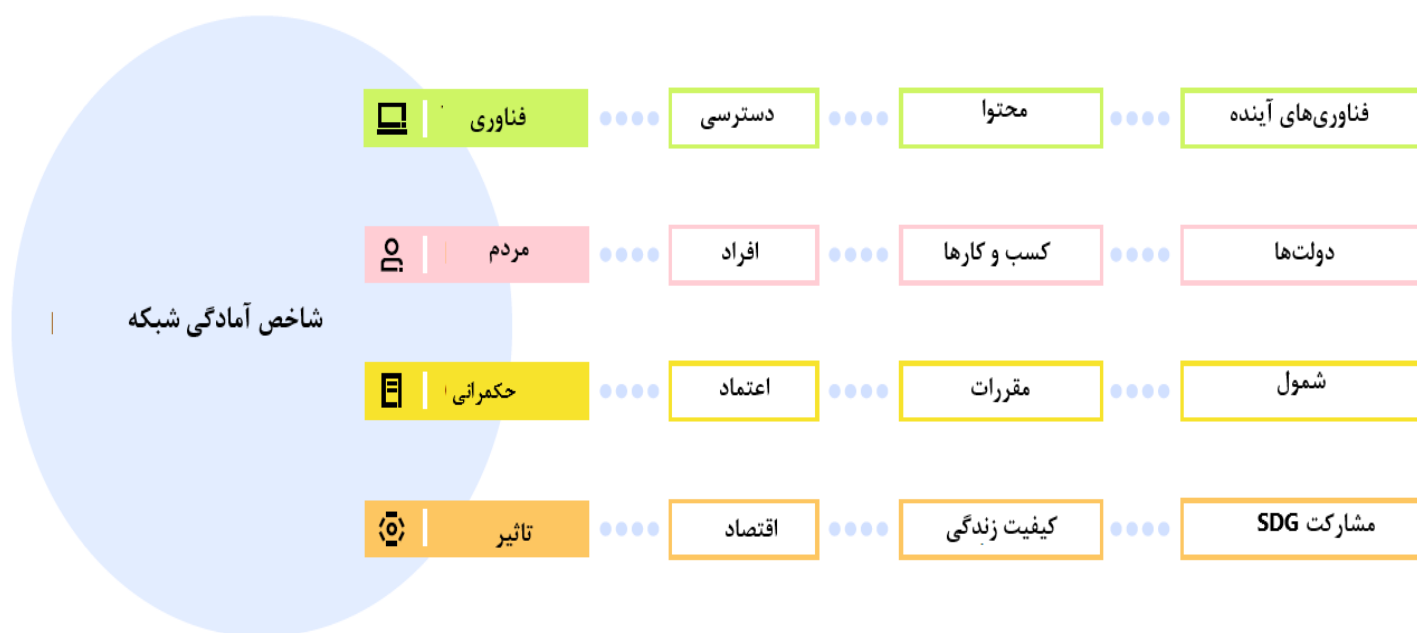 شاخص آمادگی شبکه
فناوری
دسترسی
محتوا
فناوری‌های آینده
مردم
افراد
کسب و کارها
دولت‌ها
حکمرانی
اعتماد
مقررات
شمول
تاثیر
اقتصاد
کیفیت زندگی
مشارکت SDG